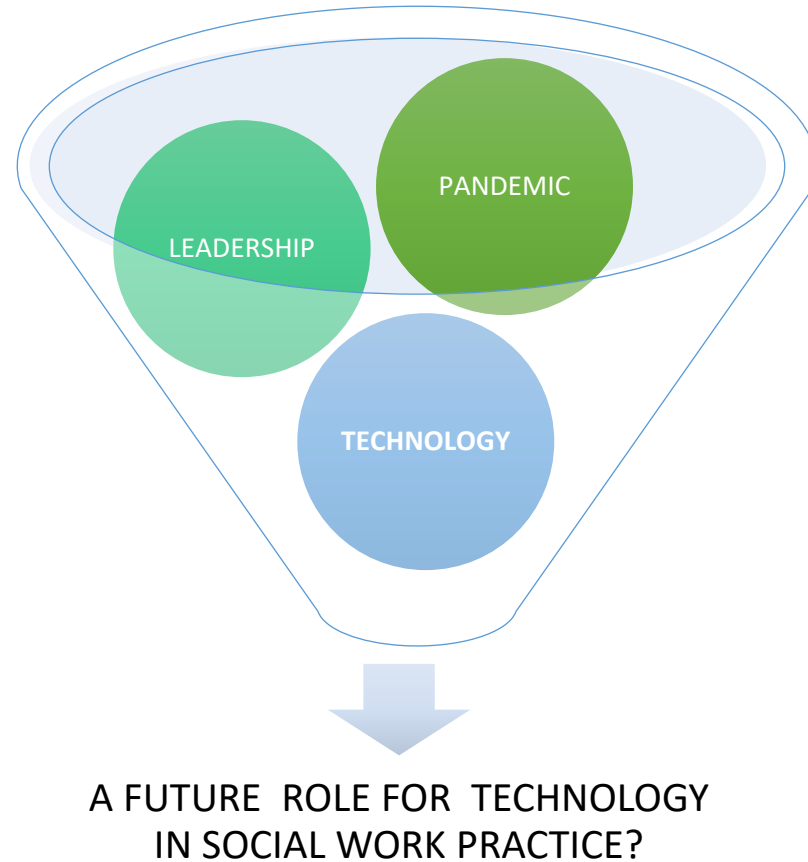 PANDEMIC
LEADERSHIP
TECHNOLOGY
A FUTURE ROLE FOR TECHNOLOGY
IN SOCIAL WORK PRACTICE?